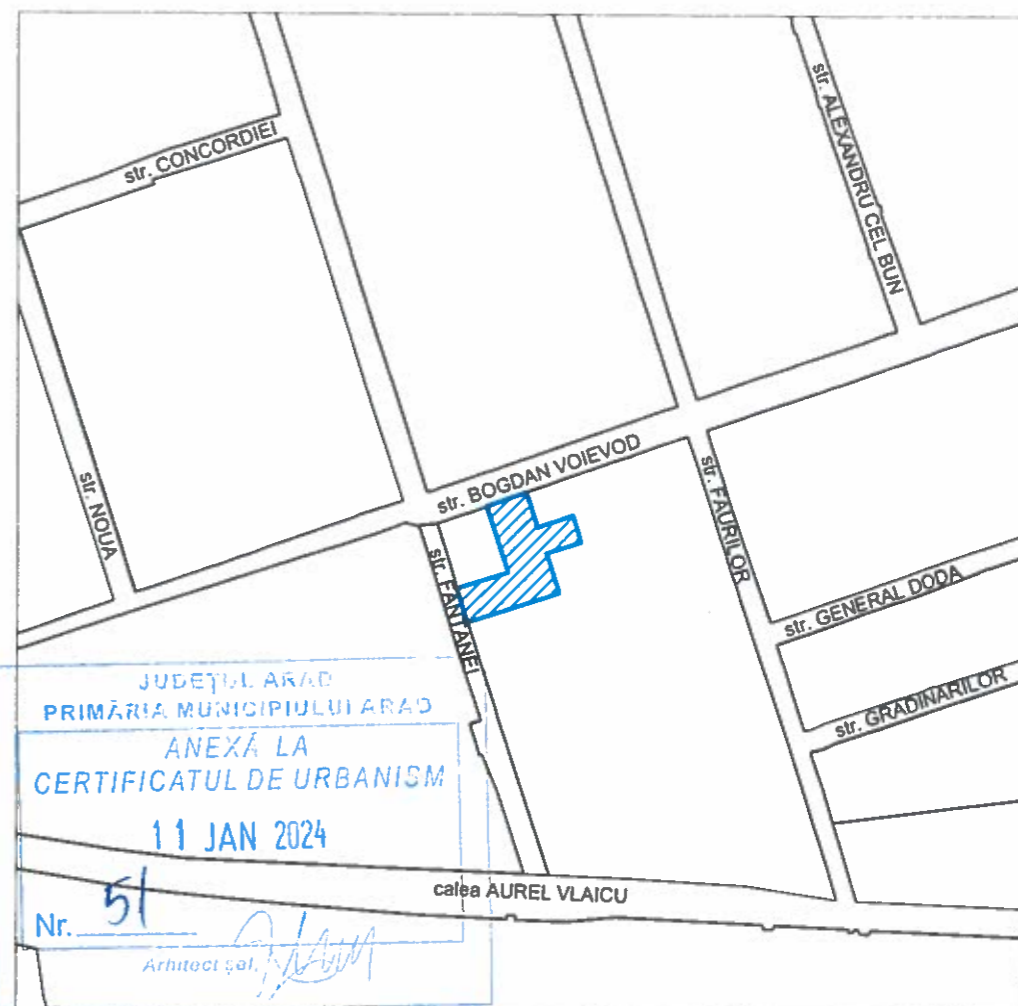 str. CONCORDIEI
str. ALEXANDRU CEL BUN
str. BOGDAN VOIEVOD
str. NOUA
str. FAURILOR
str. FANTANEI
str. GENERAL DODA
str. GRADINARILOR
JUDEȚUL ARAD
PRIMĂRIA MUNICIPIULUI ARAD
ANEXĂ LA
CERTIFICATUL DE URBANISM
11 JAN 2024
calea AUREL VLAICU
Nr. 51
Arhitect șef,